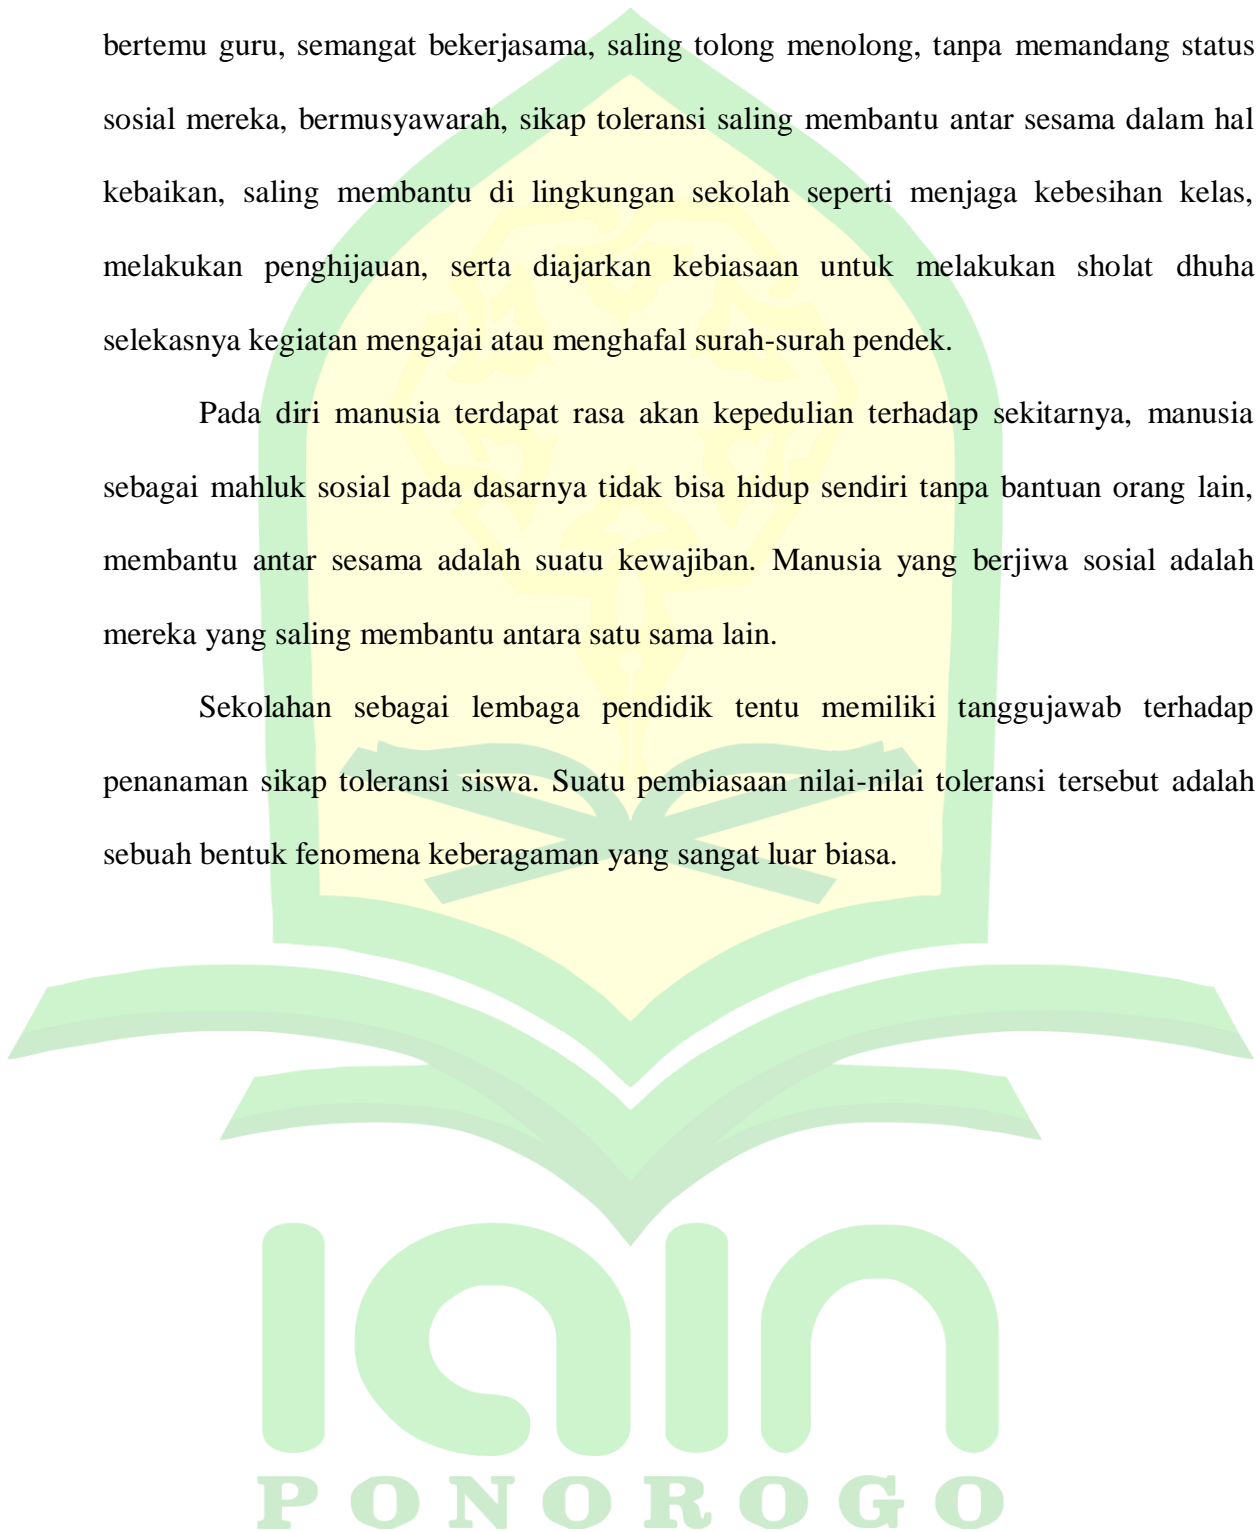 bertemu guru, semangat bekerjasama, saling tolong menolong, tanpa memandang status
sosial mereka, bermusyawarah, sikap toleransi saling membantu antar sesama dalam hal
kebaikan, saling membantu di lingkungan sekolah seperti menjaga kebesihan kelas,
melakukan penghijauan, serta diajarkan kebiasaan untuk melakukan sholat dhuha
selekasnya kegiatan mengajai atau menghafal surah-surah pendek.
Pada diri manusia terdapat rasa akan kepedulian terhadap sekitarnya, manusia
sebagai mahluk sosial pada dasarnya tidak bisa hidup sendiri tanpa bantuan orang lain,
membantu antar sesama adalah suatu kewajiban. Manusia yang berjiwa sosial adalah
mereka yang saling membantu antara satu sama lain.
Sekolahan sebagai lembaga pendidik tentu memiliki tanggujawab terhadap
penanaman sikap toleransi siswa. Suatu pembiasaan nilai-nilai toleransi tersebut adalah
sebuah bentuk fenomena keberagaman yang sangat luar biasa.
iain
PONOROGO